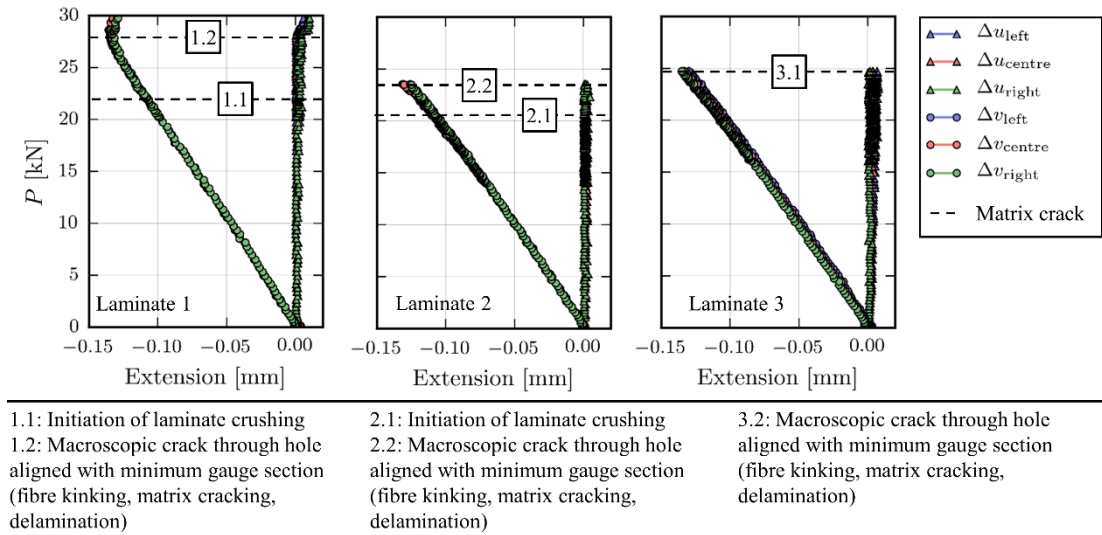 30
25
20
15
10
5
0
P [kN]
1.2
1.1
Laminate 1
−0.15 −0.10 −0.05 0.00
Extension [mm]
2.2
2.1
Laminate 2
−0.15 −0.10 −0.05 0.00
Extension [mm]
3.1
Laminate 3
−0.15 −0.10 −0.05 0.00
Extension [mm]
Δu_left
Δu_centre
Δu_right
Δv_left
Δv_centre
Δv_right
Matrix crack
1.1: Initiation of laminate crushing
1.2: Macroscopic crack through hole
aligned with minimum gauge section
(fibre kinking, matrix cracking,
delamination)
2.1: Initiation of laminate crushing
2.2: Macroscopic crack through hole
aligned with minimum gauge section
(fibre kinking, matrix cracking,
delamination)
3.2: Macroscopic crack through hole
aligned with minimum gauge section
(fibre kinking, matrix cracking,
delamination)